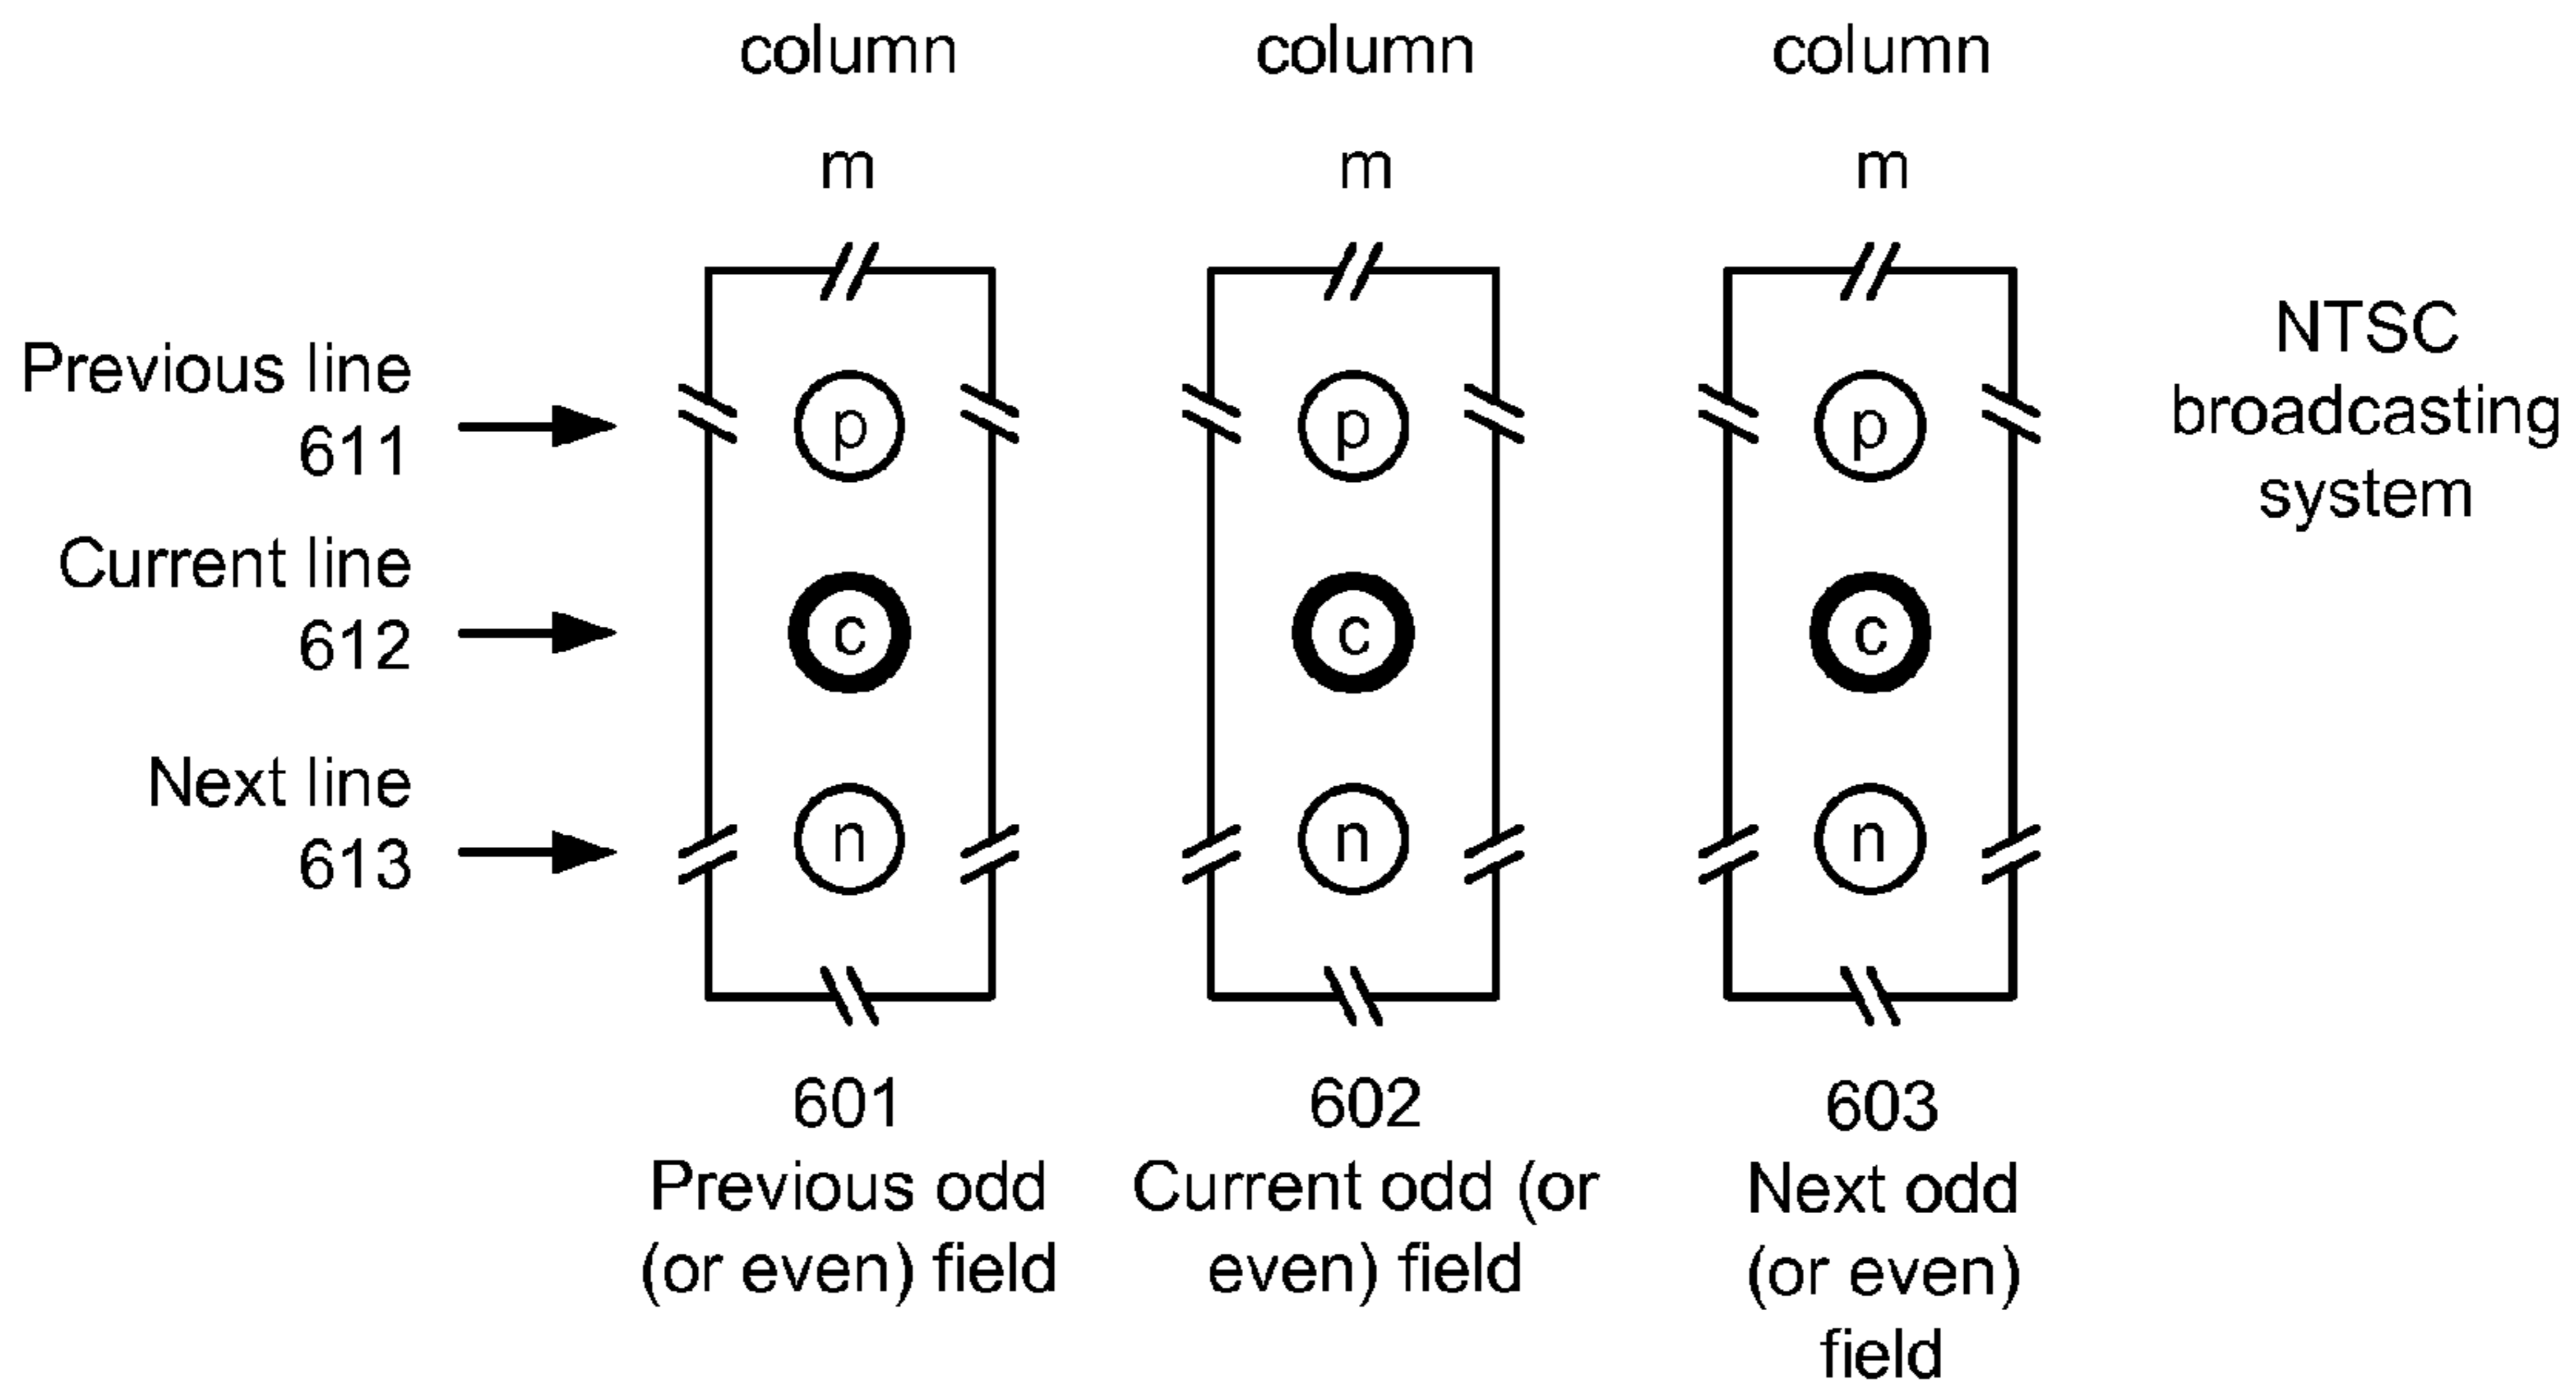 column
m
column
m
column
m
NTSC
broadcasting
system
Previous line
611
Current line
612
Next line
613
p
c
n
p
c
n
p
c
n
601
Previous odd
(or even) field
602
Current odd (or
even) field
603
Next odd
(or even)
field